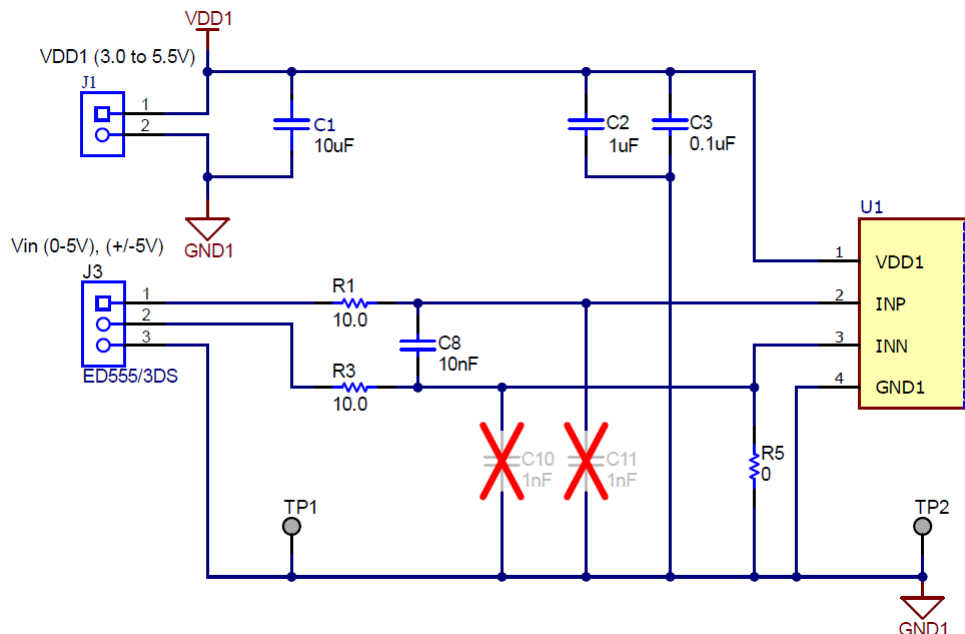 VDD1
VDD1 (3.0 to 5.5V)
J1
1
2
C1
10uF
C2
1uF
C3
0.1uF
GND1
Vin (0-5V), (+/-5V)
J3
1
2
3
ED555/3DS
R1
10.0
C8
10nF
R3
10.0
U1
1
VDD1
2
INP
3
INN
4
GND1
C10
1nF
C11
1nF
R5
0
TP1
TP2
GND1